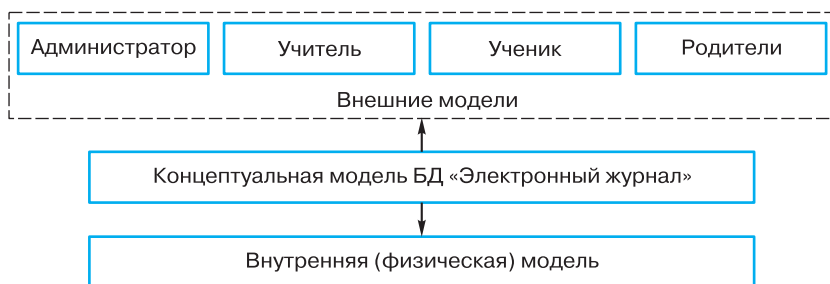 Администратор Учитель Ученик Родители
Внешние модели
Концептуальная модель БД «Электронный журнал»
Внутренняя (физическая) модель